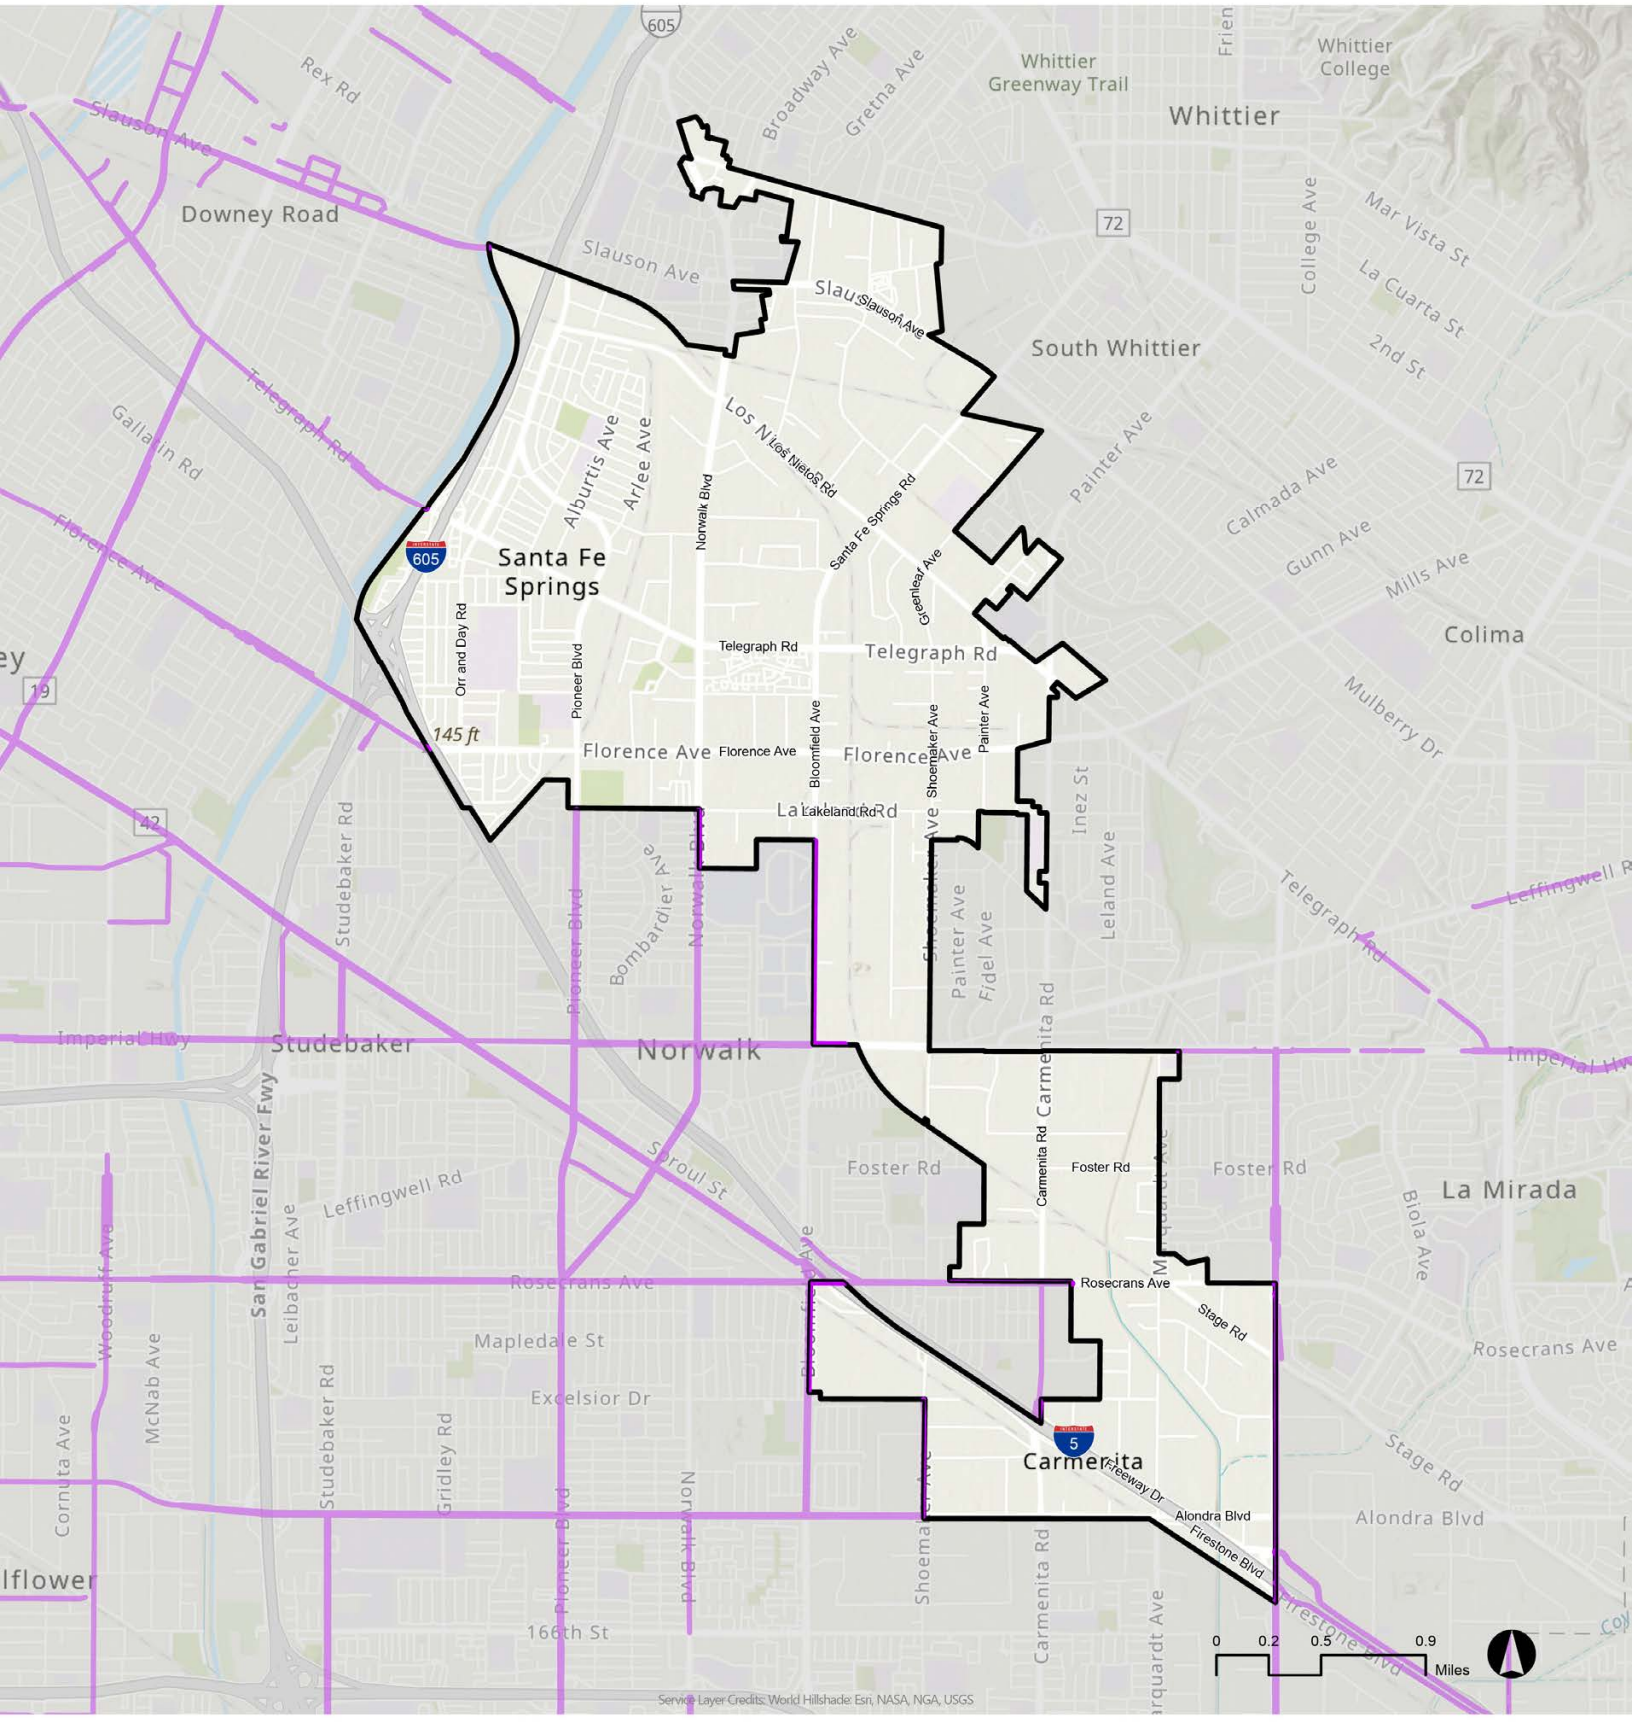 605
Frien
Whittier
College
Whittier
Greenway Trail
Broadway Ave
Gretna Ave
Rex Rd
Slauson Ave
Whittier
College Ave
Mar Vista St
Downey Road
72
Slauson Ave
La Cuarta St
Slauson Ave
South Whittier
2nd St
Telegraph Rd
Gallatin Rd
Los Nietos Rd
Alburtis Ave
Arlee Ave
Painter Ave
Norwalk Blvd
Santa Fe Springs Rd
72
Calmada Ave
Gunn Ave
Mills Ave
Florence Ave
605
Santa Fe
Springs
Greenleaf Ave
Orr and Day Rd
Pioneer Blvd
Telegraph Rd
Telegraph Rd
Colima
ey
19
Mulberry Dr
Painter Ave
Bloomfield Ave
Shoemaker Ave
145 ft
Florence Ave
Florence Ave
Florence Ave
Inez St
Lakeland Rd
42
Studebaker Rd
Norwalk Blvd
Bombardier Ave
Pioneer Blvd
Shoemaker Ave
Painter Ave
Fidel Ave
Leland Ave
Telegraph Rd
Leffingwell R
Carmenita Rd
Imperial Hwy
Studebaker
Norwalk
Imperial Hw
San Gabriel River Fwy
Sproul St
Foster Rd
Carmenita Rd
Foster Rd
Marquardt Ave
Foster Rd
La Mirada
Biola Ave
Leffingwell Rd
Leibacher Ave
Woodruff Ave
Rosecrans Ave
Rosecrans Ave
Stage Rd
Rosecrans Ave
Mapledale St
McNab Ave
Excelsior Dr
Studebaker Rd
Gridley Rd
Cornuta Ave
Norwalk Blvd
Pioneer Blvd
5
Carmenita
Freeway Dr
Stage Rd
Alondra Blvd
Alondra Blvd
Firestone Blvd
Carmenita Rd
lflower
166th St
Firestone Blvd
Coy
arquardt Ave
0 0.2 0.5 0.9
Miles
Service Layer Credits: World Hillshade: Esri, NASA, NGA, USGS